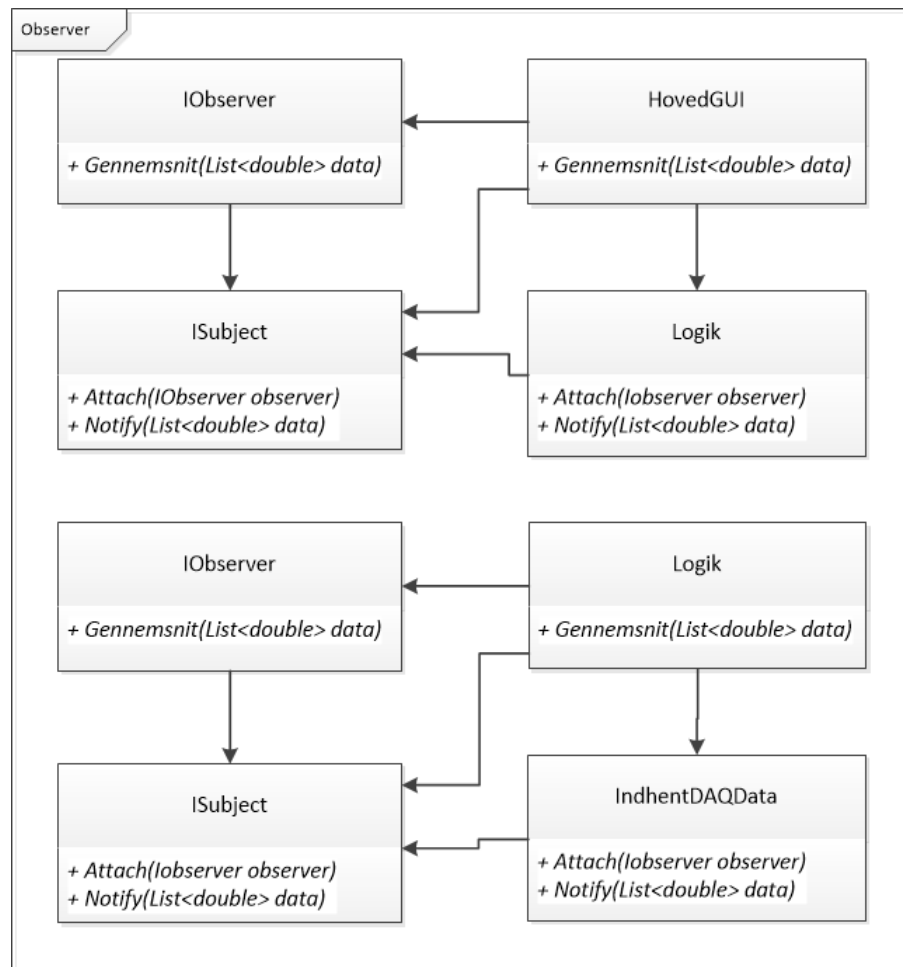 Observer
IObserver
+ Gennemsnit(List<double> data)
HovedGUI
+ Gennemsnit(List<double> data)
ISubject
+ Attach(IObserver observer)
+ Notify(List<double> data)
Logik
+ Attach(Iobserver observer)
+ Notify(List<double> data)
IObserver
+ Gennemsnit(List<double> data)
Logik
+ Gennemsnit(List<double> data)
ISubject
+ Attach(Iobserver observer)
+ Notify(List<double> data)
IndhentDAQData
+ Attach(Iobserver observer)
+ Notify(List<double> data)